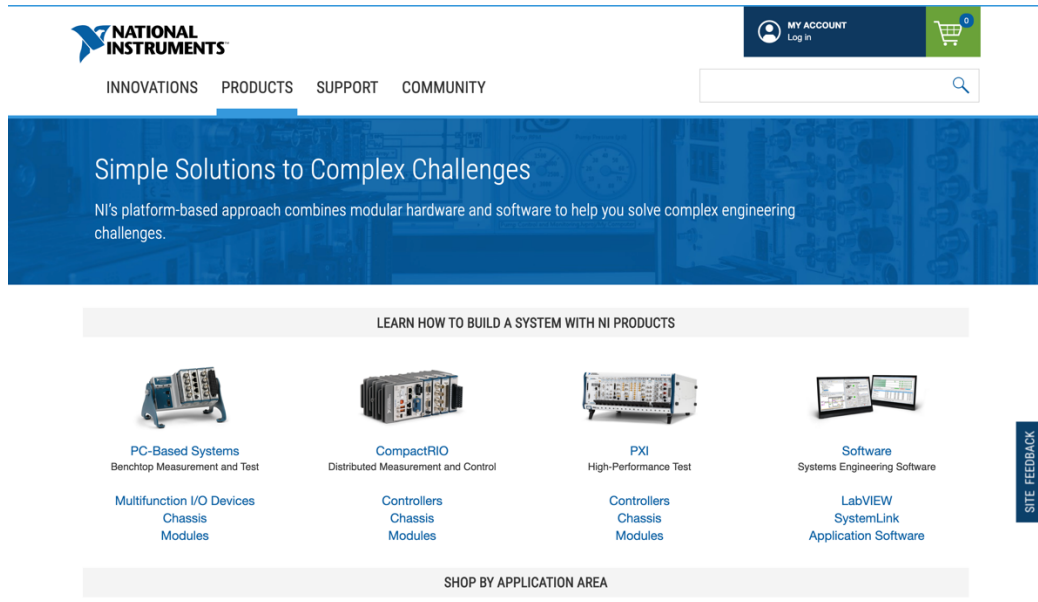 NATIONAL
INSTRUMENTS™
MY ACCOUNT
Log in
0
INNOVATIONS PRODUCTS SUPPORT COMMUNITY
Simple Solutions to Complex Challenges
NI's platform-based approach combines modular hardware and software to help you solve complex engineering
challenges.
LEARN HOW TO BUILD A SYSTEM WITH NI PRODUCTS
PC-Based Systems
Benchtop Measurement and Test
Multifunction I/O Devices
Chassis
Modules
CompactRIO
Distributed Measurement and Control
Controllers
Chassis
Modules
PXI
High-Performance Test
Controllers
Chassis
Modules
Software
Systems Engineering Software
LabVIEW
SystemLink
Application Software
SITE FEEDBACK
SHOP BY APPLICATION AREA